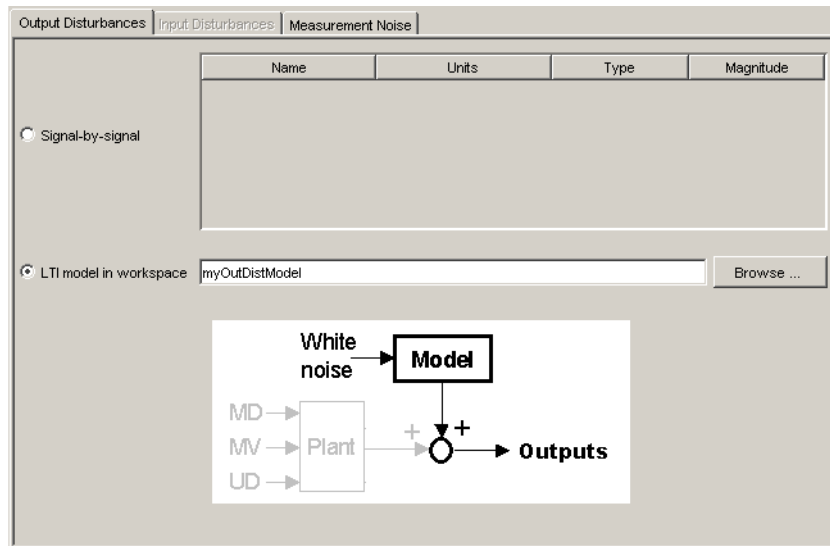 Output Disturbances Input Disturbances Measurement Noise
Name Units Type Magnitude
Signal-by-signal
LTI model in workspace myOutDistModel Browse ...
White
noise
Model
MD
MV
UD
Plant
+
+
Outputs